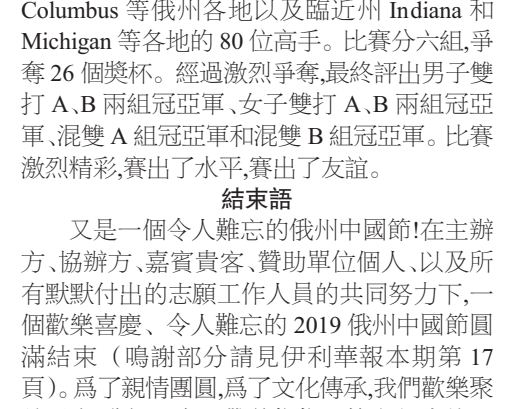 Columbus 等俄州各地以及臨近州 Indiana 和
Michigan 等各地的 80 位高手。比賽分六組,爭
奪 26 個獎杯。經過激烈爭奪,最終評出男子雙
打 A、B 兩組冠亞軍、女子雙打 A、B 兩組冠亞
軍、混雙 A 組冠亞軍和混雙 B 組冠亞軍。比賽
激烈精彩,賽出了水平,賽出了友誼。
結束語
又是一個令人難忘的俄州中國節!在主辦
方、協辦方、嘉賓貴客、贊助單位個人、以及所
有默默付出的志願工作人員的共同努力下,一
個歡樂喜慶、令人難忘的 2019 俄州中國節圓
滿結束（鳴謝部分請見伊利華報本期第 17
頁）。爲了親情團圓,爲了文化傳承,我們歡樂聚